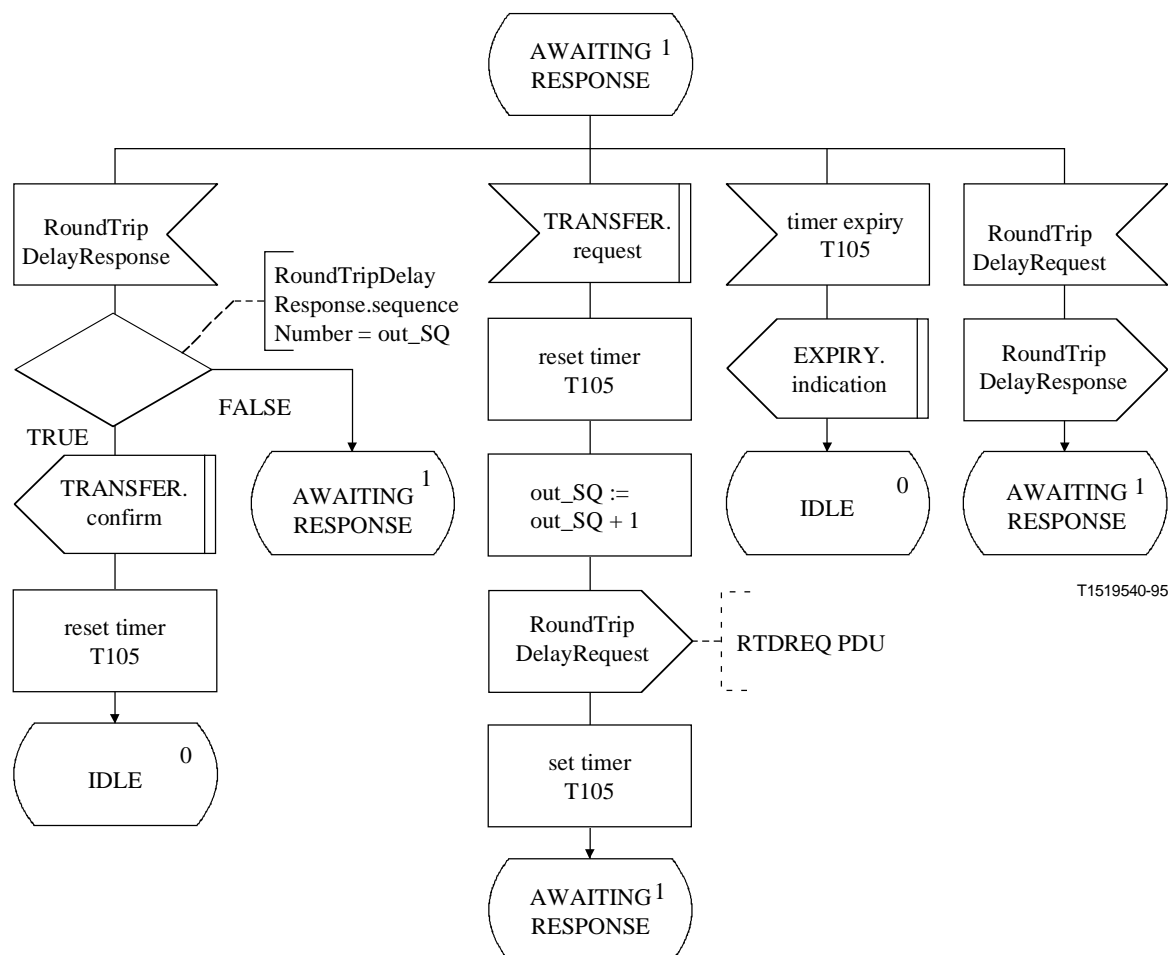 AWAITING 1
RESPONSE
RoundTrip
DelayResponse
RoundTripDelay
Response.sequence
Number = out_SQ
FALSE
TRUE
TRANSFER.
confirm
AWAITING 1
RESPONSE
reset timer
T105
IDLE 0
TRANSFER.
request
reset timer
T105
out_SQ :=
out_SQ + 1
RoundTrip
DelayRequest
RTDREQ PDU
set timer
T105
AWAITING 1
RESPONSE
timer expiry
T105
EXPIRY.
indication
IDLE 0
RoundTrip
DelayRequest
RoundTrip
DelayResponse
AWAITING 1
RESPONSE
T1519540-95